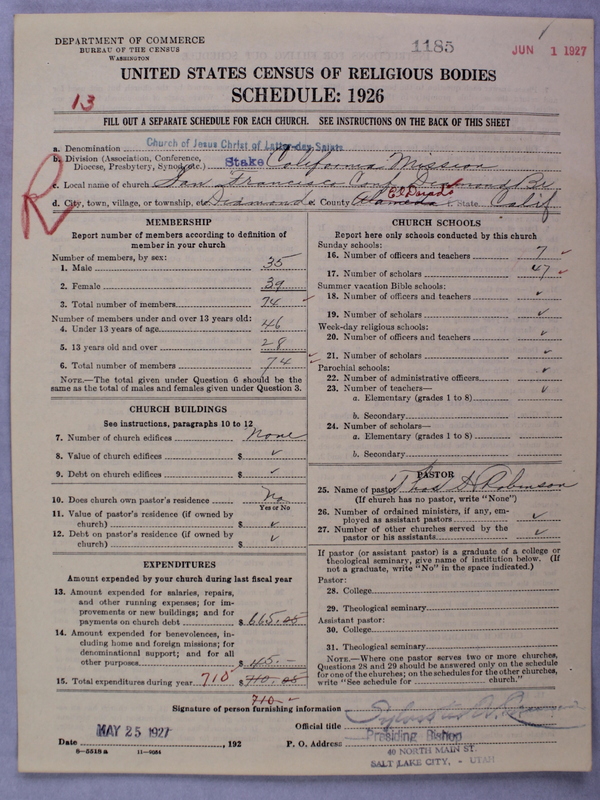 DEPARTMENT OF COMMERCE
BUREAU OF THE CENSUS
WASHINGTON
1185
JUN 1 1927
UNITED STATES CENSUS OF RELIGIOUS BODIES
SCHEDULE: 1926
13
FILL OUT A SEPARATE SCHEDULE FOR EACH CHURCH. SEE INSTRUCTIONS ON THE BACK OF THIS SHEET
R
a. Denomination Church of Jesus Christ of Latter-day Saints
b. Division (Association, Conference, Diocese, Presbytery, Synod, etc.) Stake California Mission
c. Local name of church San Francisco Conf. Diamond
d. City, town, village, or township, Diamond e. County Alameda El Dorado f. State Calif
MEMBERSHIP
Report number of members according to definition of
member in your church
Number of members, by sex:
1. Male 35
2. Female 39
3. Total number of members 74
Number of members under and over 13 years old:
4. Under 13 years of age 46
5. 13 years old and over 28
6. Total number of members 74
NOTE.—The total given under Question 6 should be the
same as the total of males and females given under Question 3.
CHURCH BUILDINGS
See instructions, paragraphs 10 to 12
7. Number of church edifices none
8. Value of church edifices $
9. Debt on church edifices $
10. Does church own pastor's residence No
Yes or No
11. Value of pastor's residence (if owned by
church) $
12. Debt on pastor's residence (if owned by
church) $
EXPENDITURES
Amount expended by your church during last fiscal year
13. Amount expended for salaries, repairs,
and other running expenses; for im-
provements or new buildings; and for
payments on church debt $ 665.05
14. Amount expended for benevolences, in-
cluding home and foreign missions; for
denominational support; and for all
other purposes $ 45.-
15. Total expenditures during year 710 $ 710.05
710-
CHURCH SCHOOLS
Report here only schools conducted by this church
Sunday schools:
16. Number of officers and teachers 7
17. Number of scholars 47
Summer vacation Bible schools:
18. Number of officers and teachers
19. Number of scholars
Week-day religious schools:
20. Number of officers and teachers
21. Number of scholars
Parochial schools:
22. Number of administrative officers
23. Number of teachers—
a. Elementary (grades 1 to 8)
b. Secondary
24. Number of scholars—
a. Elementary (grades 1 to 8)
b. Secondary
PASTOR
25. Name of pastor Thos Robinson
(If church has no pastor, write "None")
26. Number of ordained ministers, if any, em-
ployed as assistant pastors
27. Number of other churches served by the
pastor or his assistants
If pastor (or assistant pastor) is a graduate of a college or
theological seminary, give name of institution below. (If
not a graduate, write "No" in the space indicated.)
Pastor:
28. College
29. Theological seminary
Assistant pastor:
30. College
31. Theological seminary
NOTE.—Where one pastor serves two or more churches,
Questions 28 and 29 should be answered only on the schedule
for one of the churches; on the schedules for the other churches,
write "See schedule for church."
Signature of person furnishing information
Official title Presiding Bishop
Date MAY 25 1927, 192 P. O. Address 40 NORTH MAIN ST.
SALT LAKE CITY, - UTAH
8—5518 a 11—9054